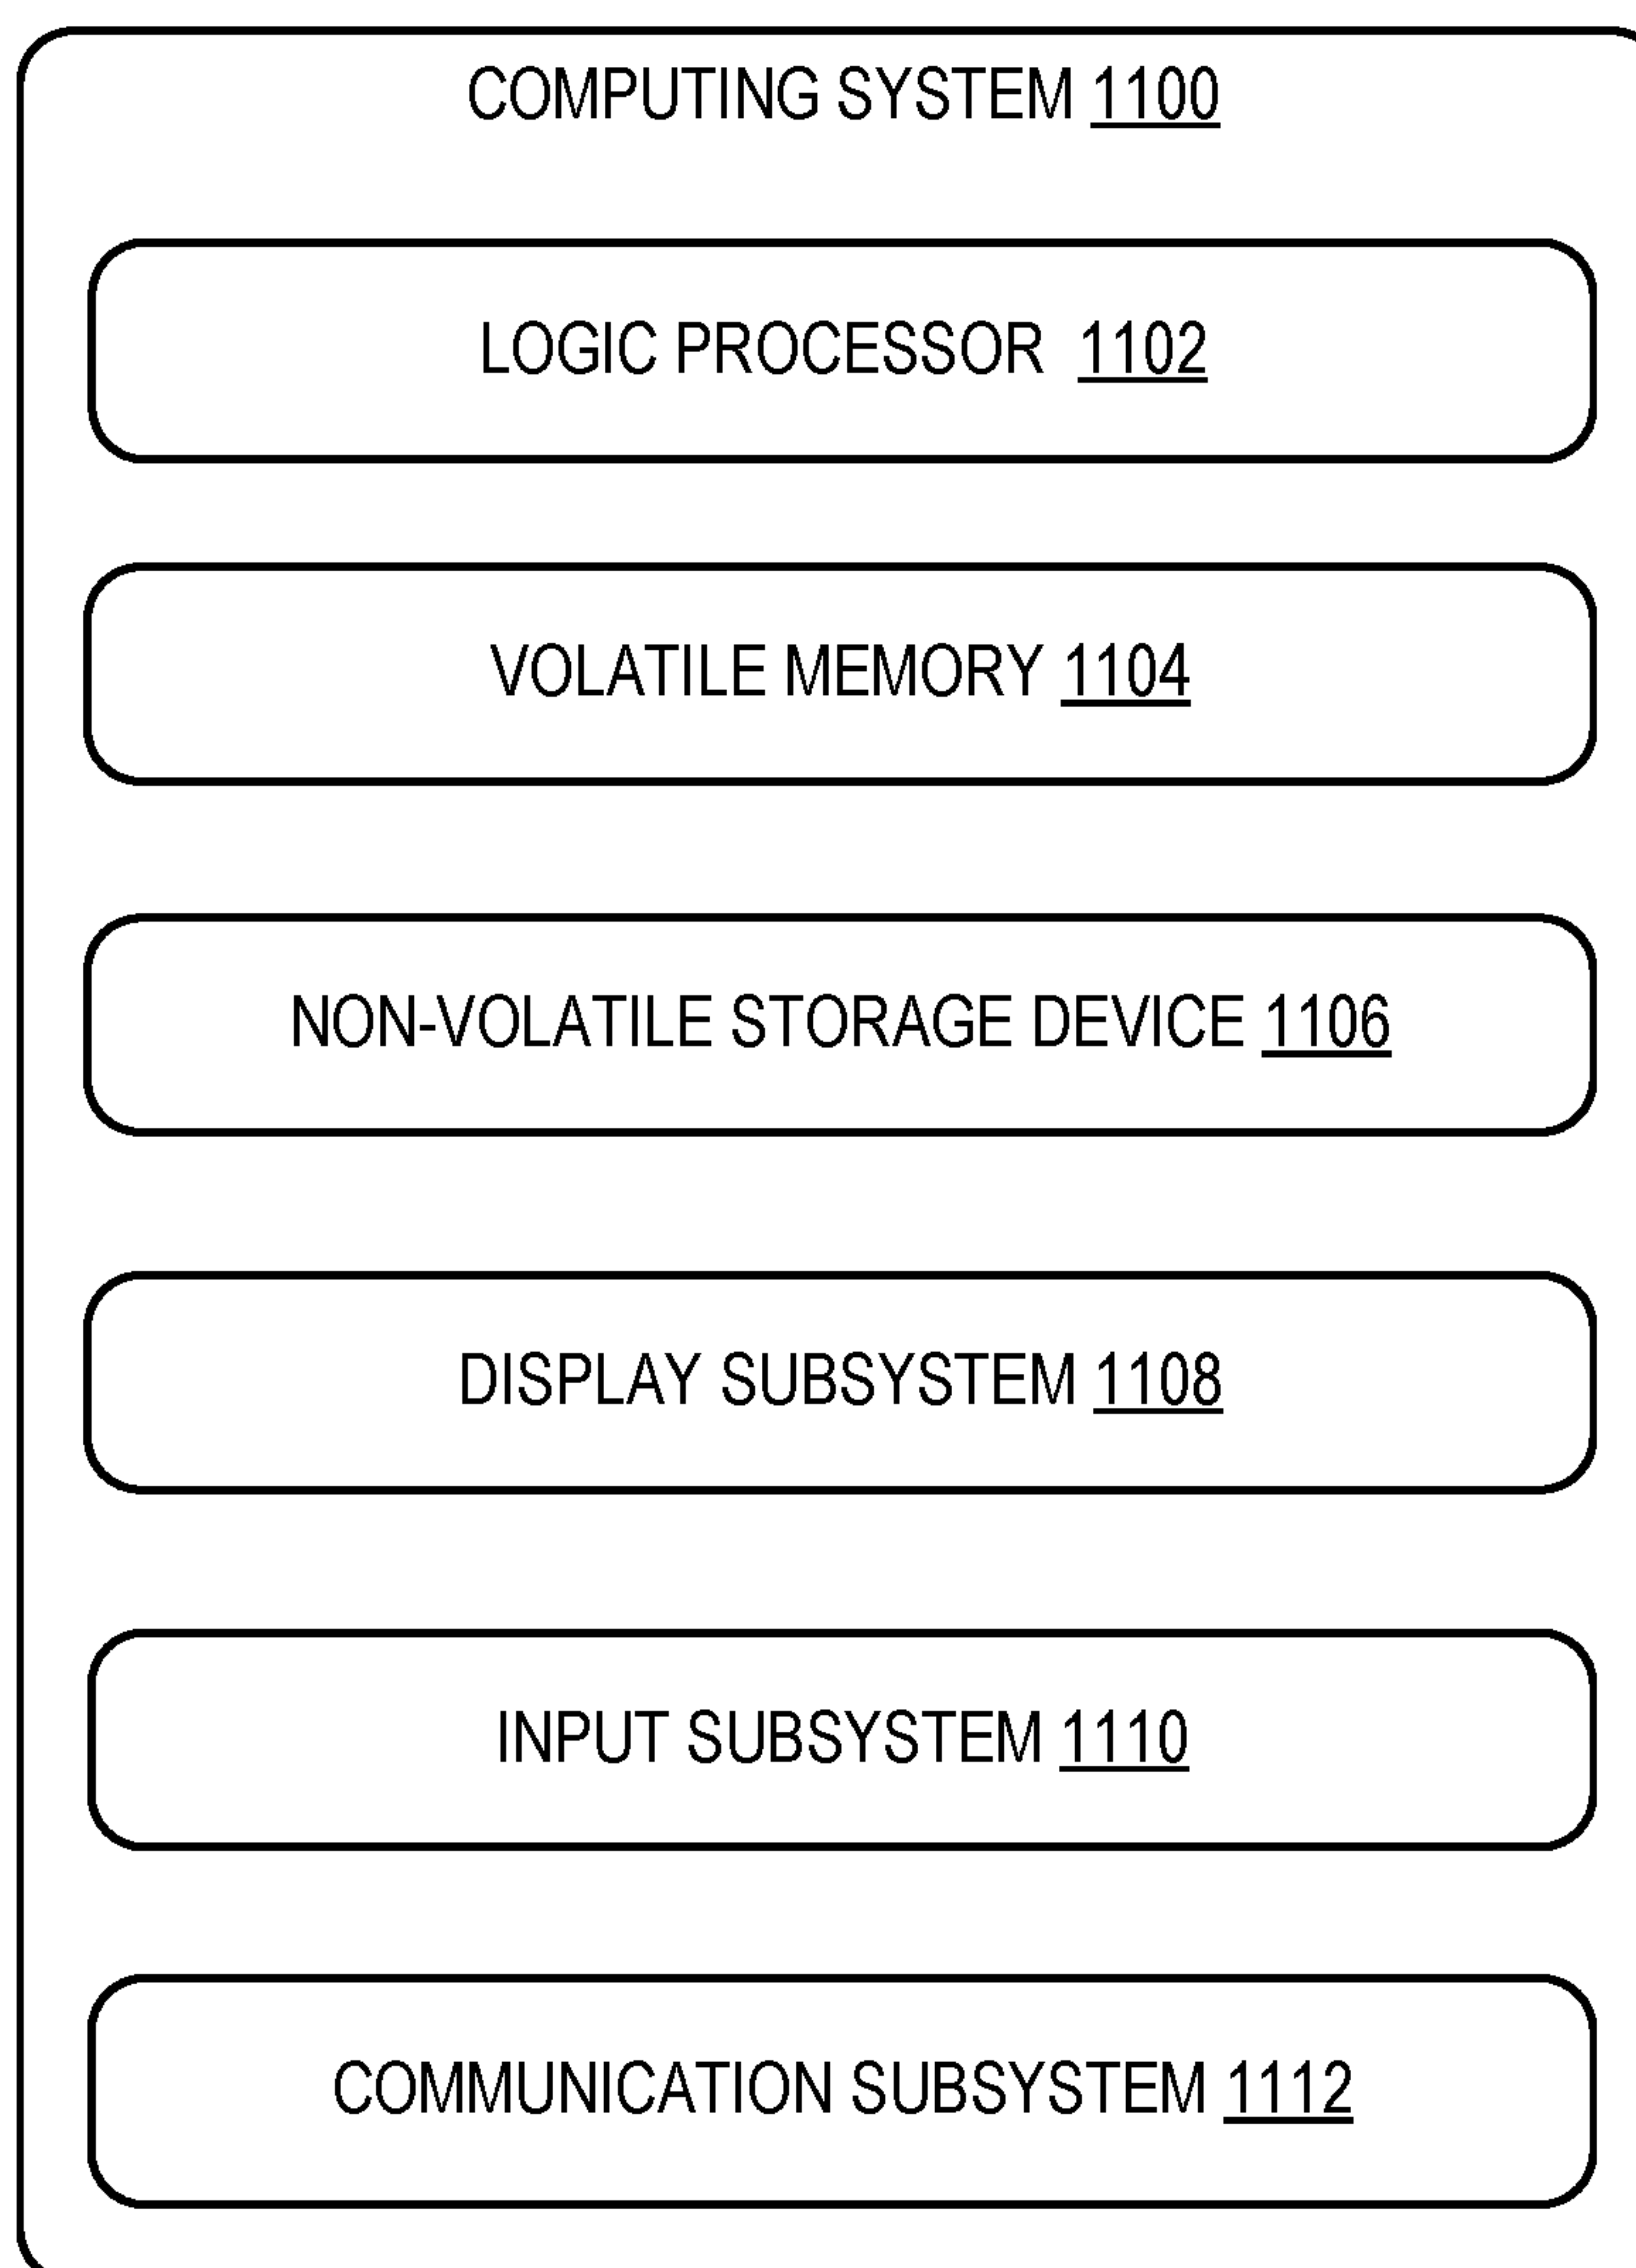 COMPUTING SYSTEM 1100
LOGIC PROCESSOR 1102
VOLATILE MEMORY 1104
NON-VOLATILE STORAGE DEVICE 1106
DISPLAY SUBSYSTEM 1108
INPUT SUBSYSTEM 1110
COMMUNICATION SUBSYSTEM 1112